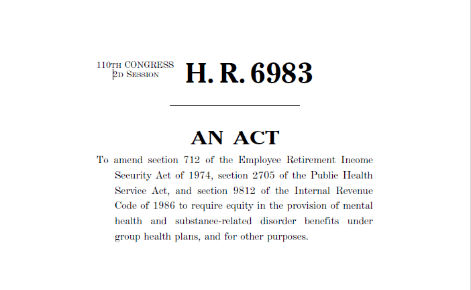 110TH CONGRESS
2D SESSION
H. R. 6983
AN ACT
To amend section 712 of the Employee Retirement Income
Security Act of 1974, section 2705 of the Public Health
Service Act, and section 9812 of the Internal Revenue
Code of 1986 to require equity in the provision of mental
health and substance-related disorder benefits under
group health plans, and for other purposes.